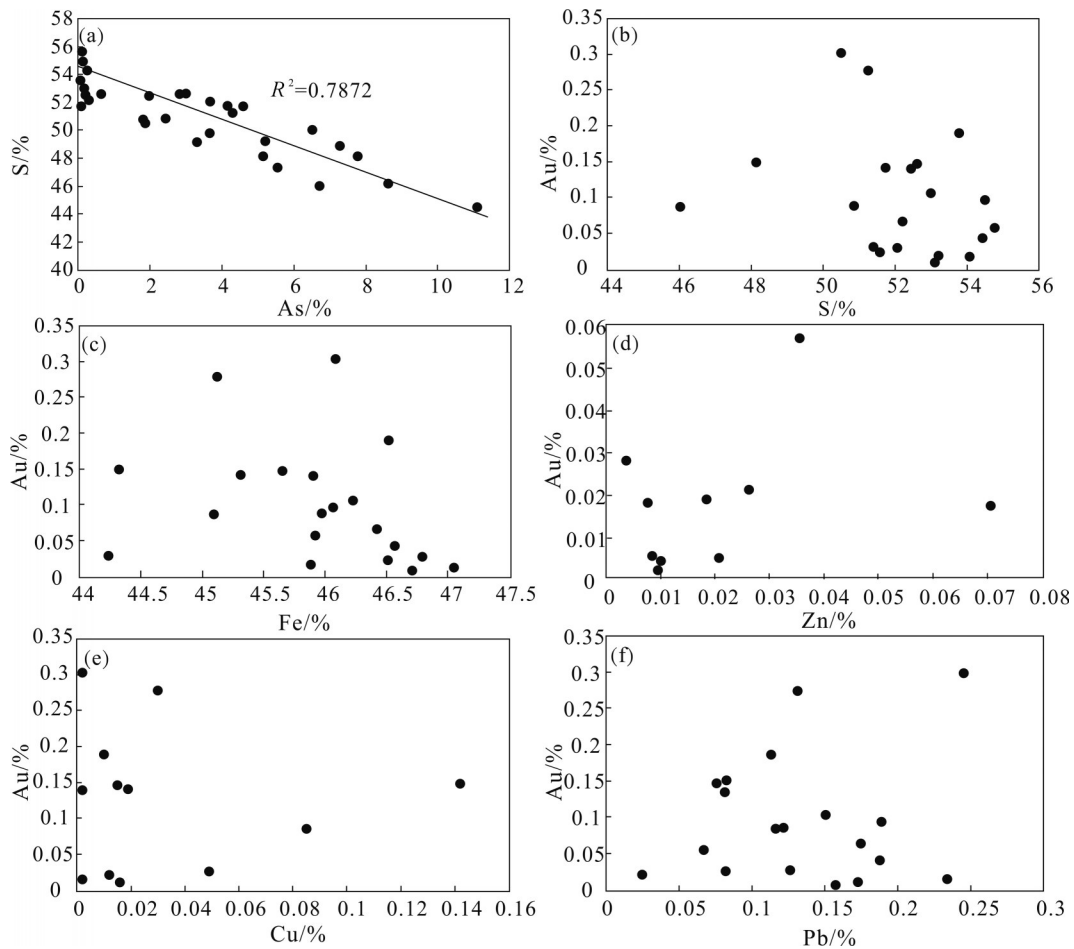 (a)
R²=0.7872
S/%
58
56
54
52
50
48
46
44
42
40
0 2 4 6 8 10 12
As/%
(b)
Au/%
0.35
0.3
0.25
0.2
0.15
0.1
0.05
0
44 46 48 50 52 54 56
S/%
(c)
Au/%
0.35
0.3
0.25
0.2
0.15
0.1
0.05
0
44 44.5 45 45.5 46 46.5 47 47.5
Fe/%
(d)
Au/%
0.06
0.05
0.04
0.03
0.02
0.01
0
0 0.01 0.02 0.03 0.04 0.05 0.06 0.07 0.08
Zn/%
(e)
Au/%
0.35
0.3
0.25
0.2
0.15
0.1
0.05
0
0 0.02 0.04 0.06 0.08 0.1 0.12 0.14 0.16
Cu/%
(f)
Au/%
0.35
0.3
0.25
0.2
0.15
0.1
0.05
0
0 0.05 0.1 0.15 0.2 0.25 0.3
Pb/%